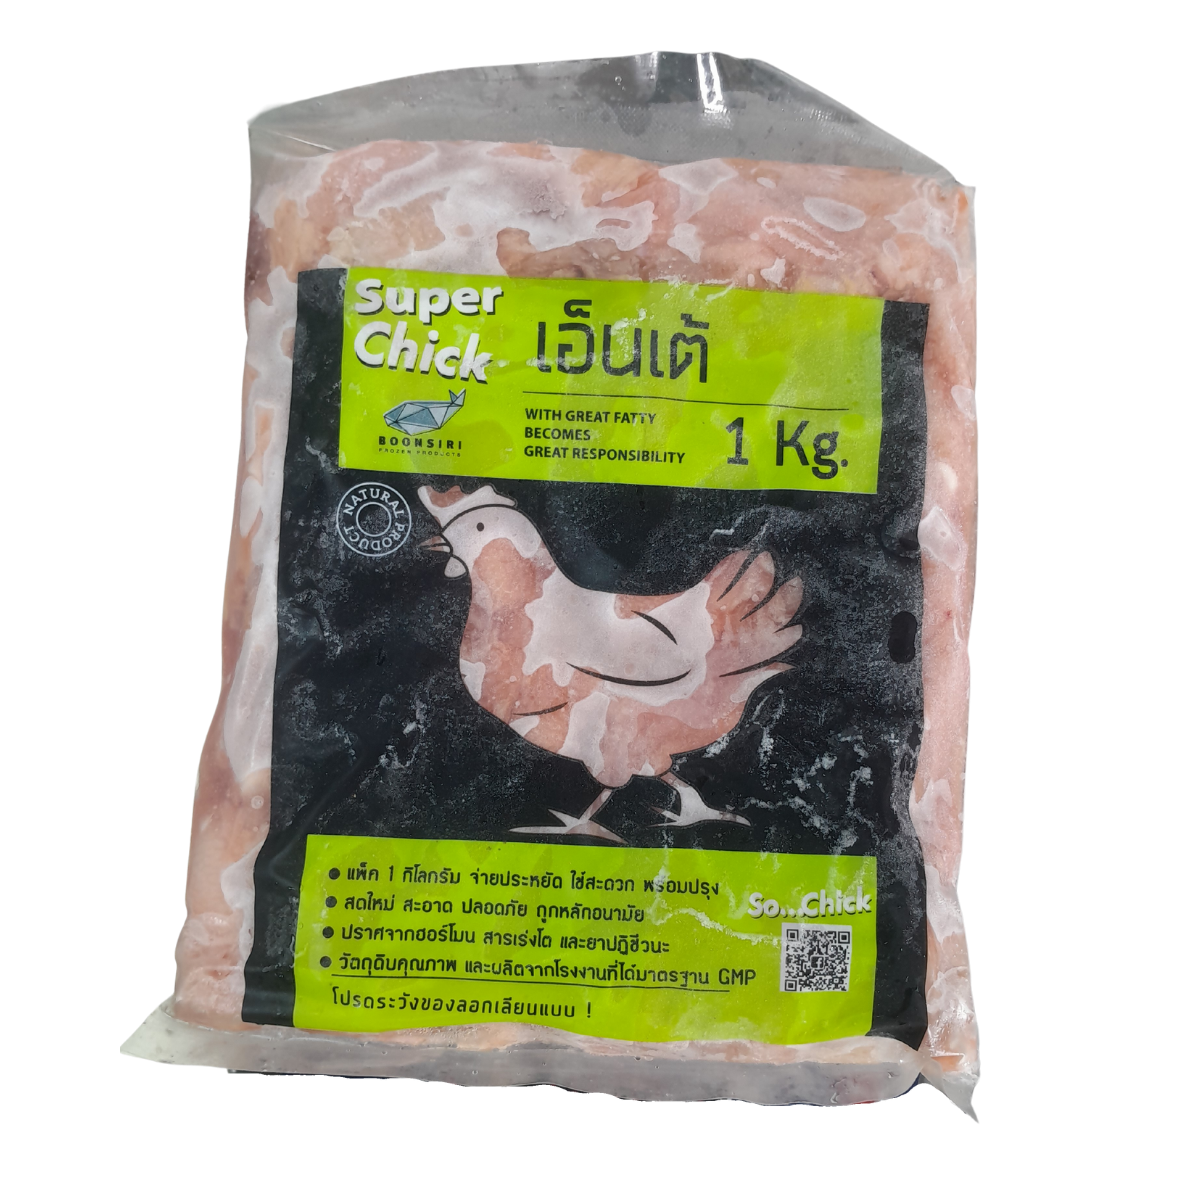 Super
Chick
เอ็นเต้
BOONSIRI
FROZEN PRODUCTS
WITH GREAT FATTY
BECOMES
GREAT RESPONSIBILITY
1 Kg.
NATURAL PRODUCT
แพ็ค 1 กิโลกรัม จ่ายประหยัด ใช้สะดวก พร้อมปรุง
สดใหม่ สะอาด ปลอดภัย ถูกหลักอนามัย
ปราศจากฮอร์โมน สารเร่งโต และยาปฏิชีวนะ
วัตถุดิบคุณภาพ และผลิตจากโรงงานที่ได้มาตรฐาน GMP
โปรดระวังของลอกเลียนแบบ !
So...Chick